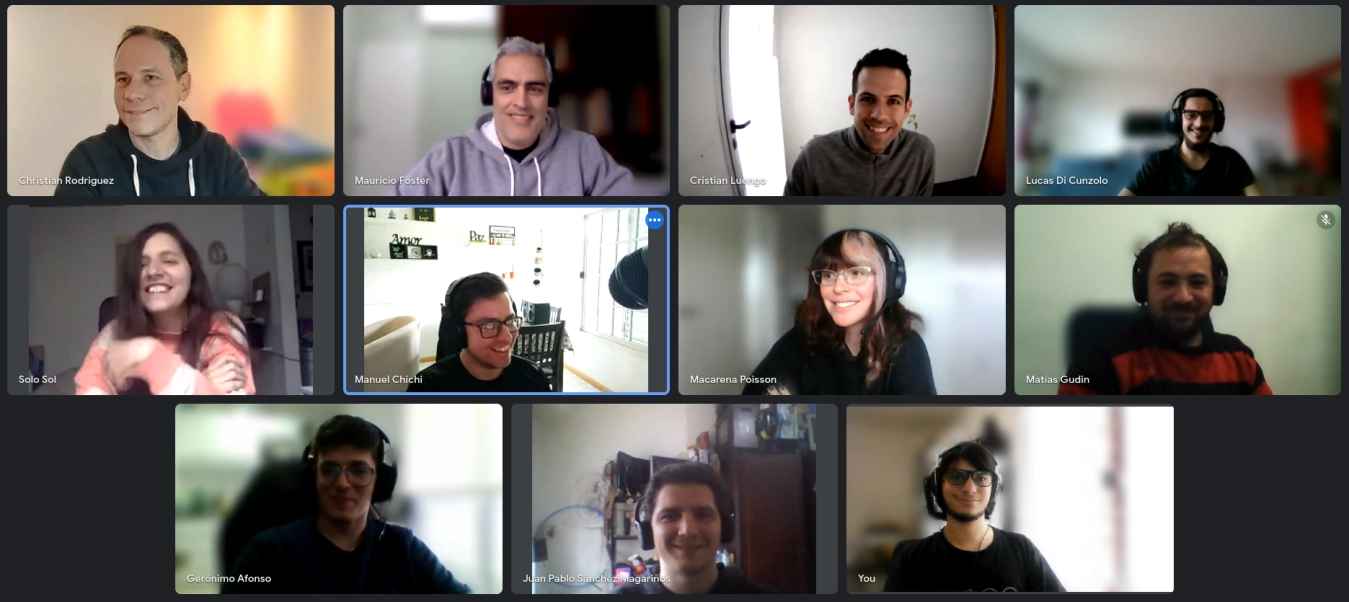 Christian Rodriguez
Mauricio Foster
Cristian Luengo
Lucas Di Cunzolo
Solo Sol
Amor
Paz
Manuel Chichi
Macarena Poisson
Matias Gudin
Gerónimo Afonso
Juan Pablo Sanchez Magariños
You